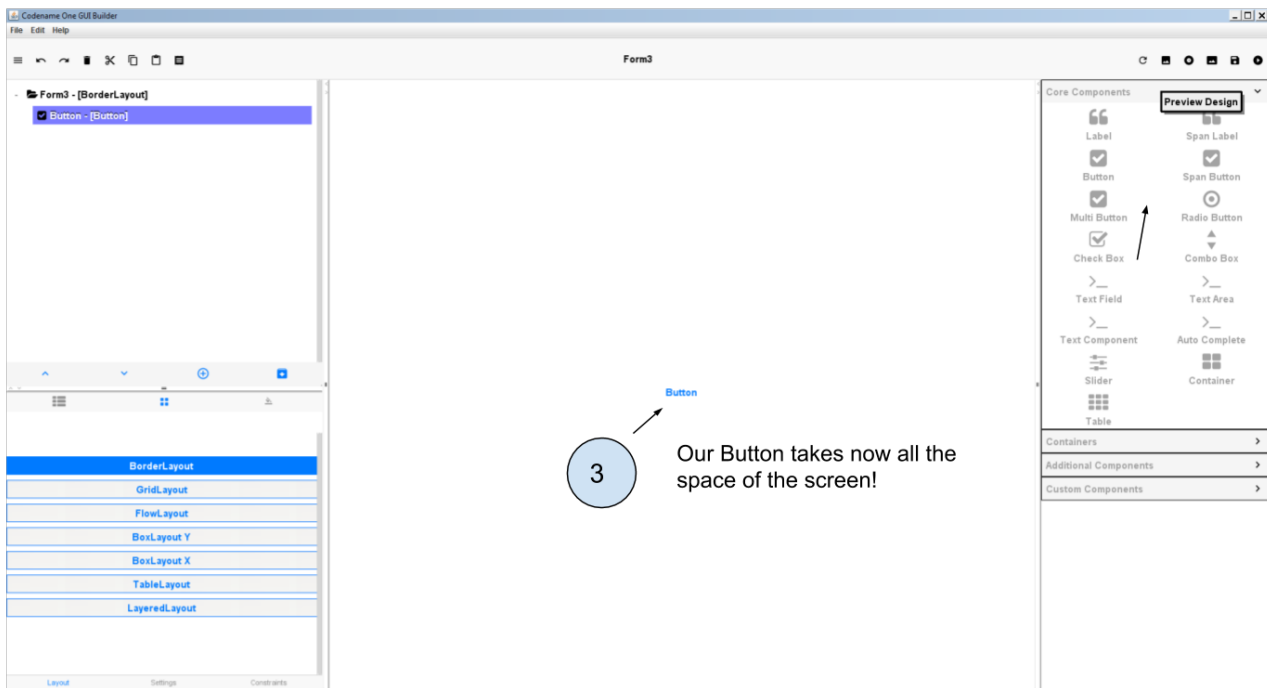 Codename One GUI Builder
File Edit Help
Form3
Form3 - [BorderLayout]
Button - [Button]
BorderLayout
GridLayout
FlowLayout
BoxLayout Y
BoxLayout X
TableLayout
LayeredLayout
Layout Settings Constraints
Button
3
Our Button takes now all the
space of the screen!
Core Components
Preview Design
Label Span Label
Button Span Button
Multi Button Radio Button
Check Box Combo Box
Text Field Text Area
Text Component Auto Complete
Slider Container
Table
Containers
Additional Components
Custom Components